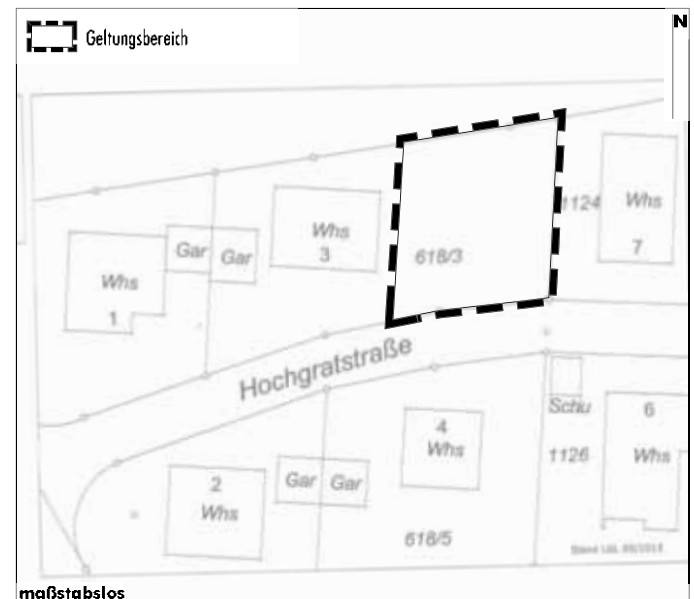 Geltungsbereich
N
1124
Whs
7
Whs
3
618/3
Gar
Gar
Whs
1
Hochgratstraße
Schu
6
Whs
1126
4
Whs
2
Whs
Gar
Gar
618/5
Stand
maßstabslos